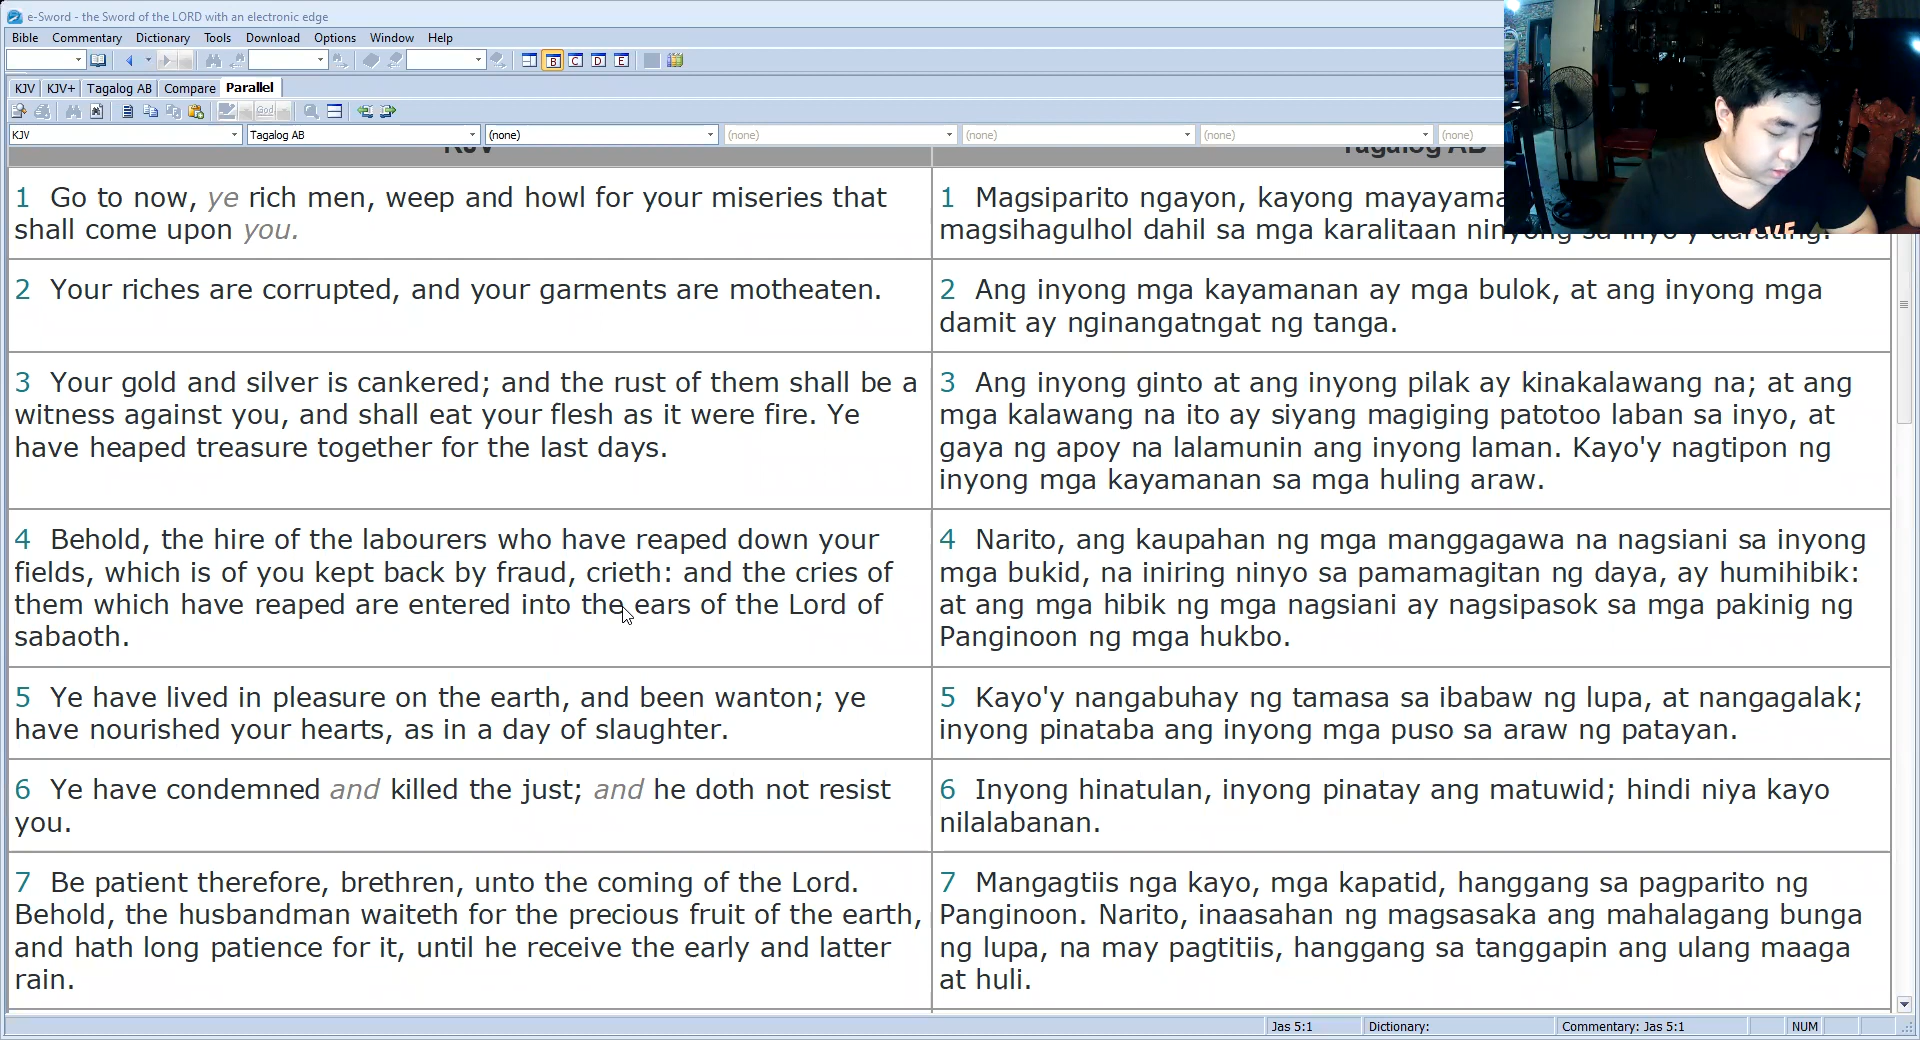 e-Sword - the Sword of the LORD with an electronic edge
Bible Commentary Dictionary Tools Download Options Window Help
B C D E
KJV KJV+ Tagalog AB Compare Parallel
God
KJV Tagalog AB (none) (none) (none) (none) (none)
KJV
1 Go to now, ye rich men, weep and howl for your miseries that
shall come upon you.
2 Your riches are corrupted, and your garments are motheaten.
3 Your gold and silver is cankered; and the rust of them shall be a
witness against you, and shall eat your flesh as it were fire. Ye
have heaped treasure together for the last days.
4 Behold, the hire of the labourers who have reaped down your
fields, which is of you kept back by fraud, crieth: and the cries of
them which have reaped are entered into the ears of the Lord of
sabaoth.
5 Ye have lived in pleasure on the earth, and been wanton; ye
have nourished your hearts, as in a day of slaughter.
6 Ye have condemned and killed the just; and he doth not resist
you.
7 Be patient therefore, brethren, unto the coming of the Lord.
Behold, the husbandman waiteth for the precious fruit of the earth,
and hath long patience for it, until he receive the early and latter
rain.
Tagalog AB
1 Magsiparito ngayon, kayong mayayama
magsihagulhol dahil sa mga karalitaan ninyong sa inyo'y darating.
2 Ang inyong mga kayamanan ay mga bulok, at ang inyong mga
damit ay nginangatngat ng tanga.
3 Ang inyong ginto at ang inyong pilak ay kinakalawang na; at ang
mga kalawang na ito ay siyang magiging patotoo laban sa inyo, at
gaya ng apoy na lalamunin ang inyong laman. Kayo'y nagtipon ng
inyong mga kayamanan sa mga huling araw.
4 Narito, ang kaupahan ng mga manggagawa na nagsiani sa inyong
mga bukid, na iniring ninyo sa pamamagitan ng daya, ay humihibik:
at ang mga hibik ng mga nagsiani ay nagsipasok sa mga pakinig ng
Panginoon ng mga hukbo.
5 Kayo'y nangabuhay ng tamasa sa ibabaw ng lupa, at nangagalak;
inyong pinataba ang inyong mga puso sa araw ng patayan.
6 Inyong hinatulan, inyong pinatay ang matuwid; hindi niya kayo
nilalabanan.
7 Mangagtiis nga kayo, mga kapatid, hanggang sa pagparito ng
Panginoon. Narito, inaasahan ng magsasaka ang mahalagang bunga
ng lupa, na may pagtitiis, hanggang sa tanggapin ang ulang maaga
at huli.
Jas 5:1 Dictionary: Commentary: Jas 5:1 NUM